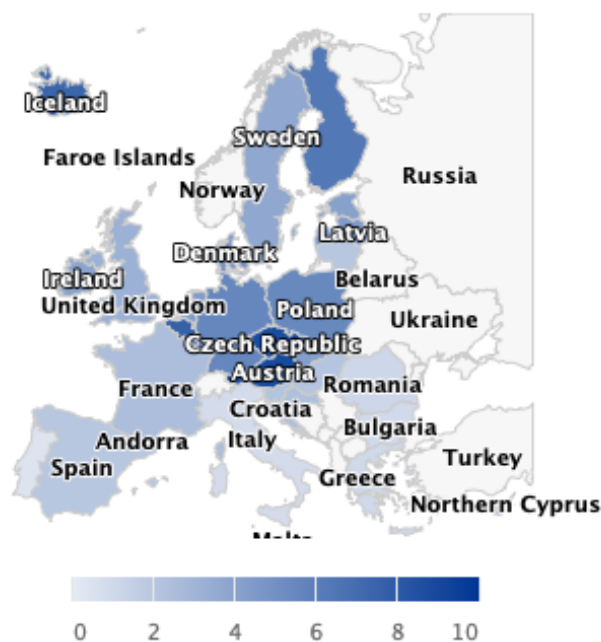 Iceland
Sweden
Faroe Islands
Norway
Russia
Latvia
Denmark
Ireland
Belarus
United Kingdom
Poland
Ukraine
Czech Republic
Austria
France
Romania
Croatia
Bulgaria
Andorra
Italy
Turkey
Spain
Greece
Northern Cyprus
Malta
0 2 4 6 8 10